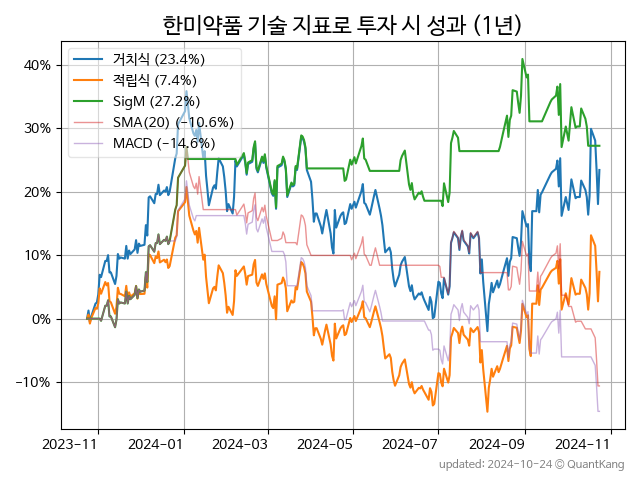 한미약품 기술 지표로 투자 시 성과 (1년)
거치식 (23.4%)
적립식 (7.4%)
SigM (27.2%)
SMA(20) (−10.6%)
MACD (−14.6%)
40%
30%
20%
10%
0%
−10%
2023−11 2024−01 2024−03 2024−05 2024−07 2024−09 2024−11
updated: 2024-10-24 © QuantKang